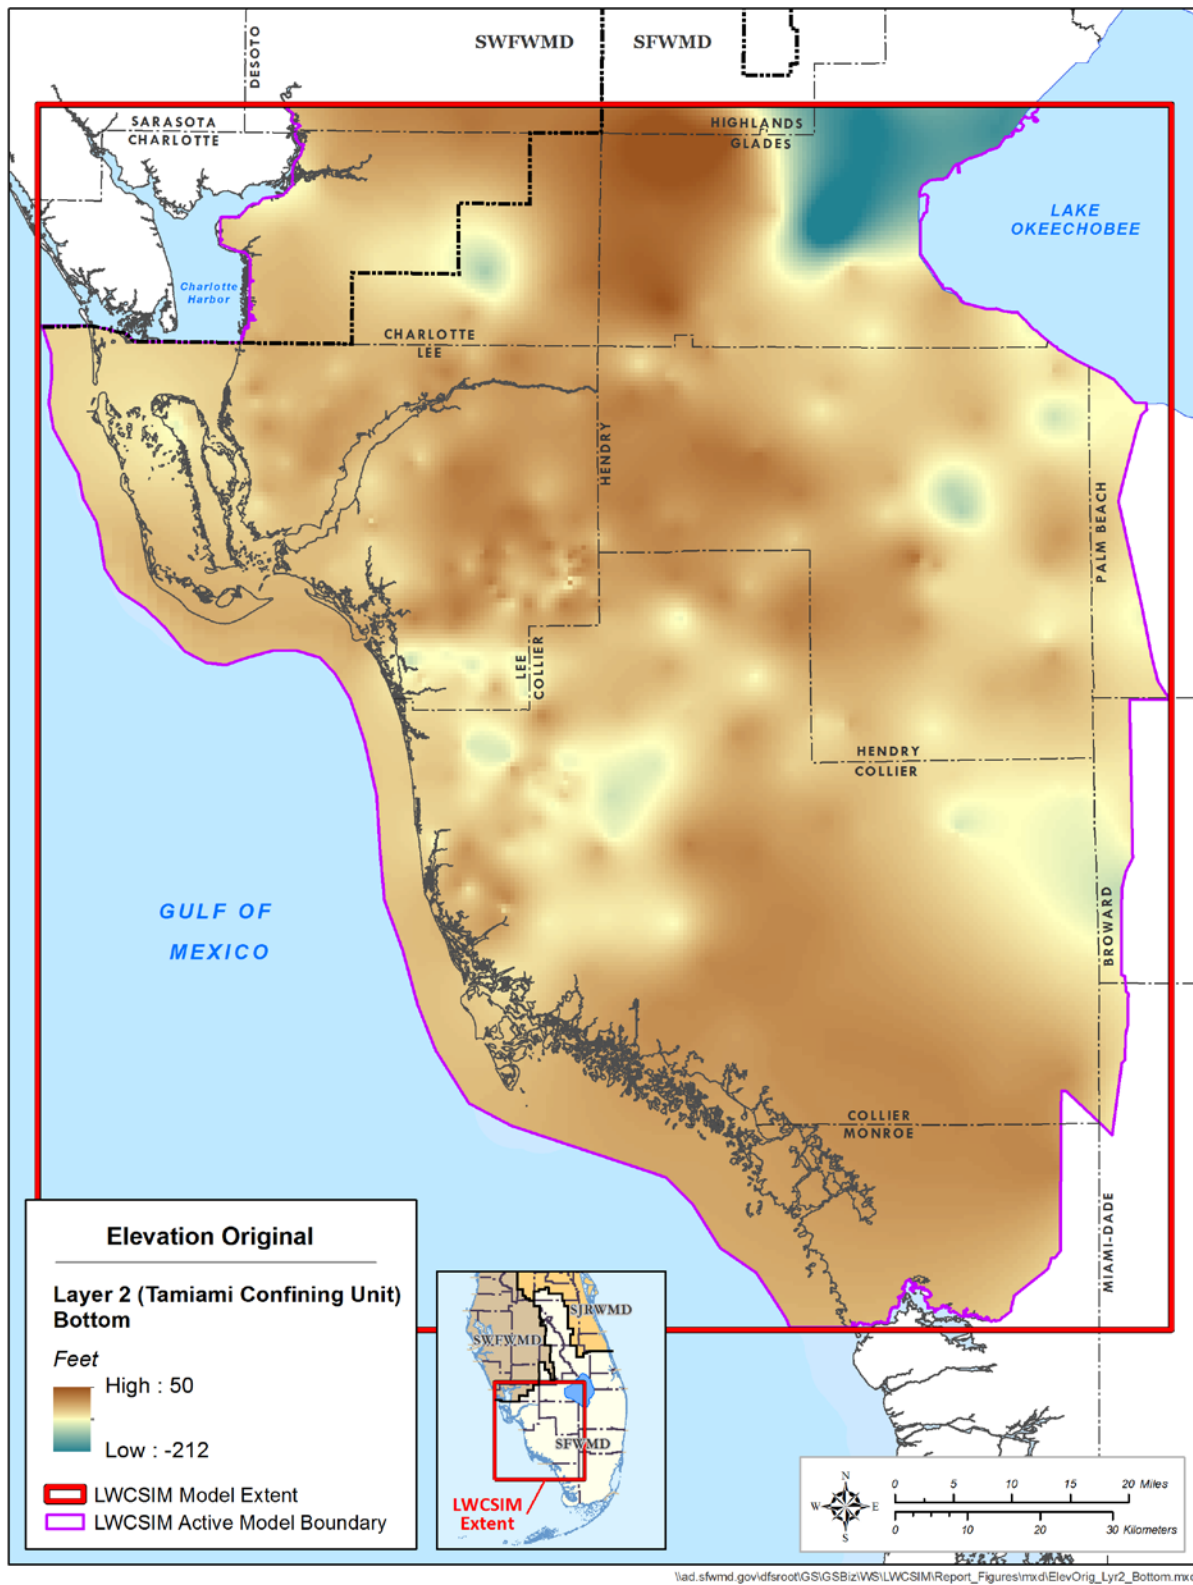 SWFWMD
SFWMD
DESOTO
SARASOTA
CHARLOTTE
HIGHLANDS
GLADES
LAKE
OKEECHOBEE
Charlotte
Harbor
CHARLOTTE
LEE
HENDRY
PALM BEACH
LEE
COLLIER
HENDRY
COLLIER
GULF OF
MEXICO
BROWARD
COLLIER
MONROE
MIAMI-DADE
Elevation Original
Layer 2 (Tamiami Confining Unit)
Bottom
Feet
High : 50
Low : -212
LWCSIM Model Extent
LWCSIM Active Model Boundary
SJRWMD
SWFWMD
SFWMD
LWCSIM
Extent
N
W E
S
0 5 10 15 20 Miles
0 10 20 30 Kilometers
\\ad.sfwmd.gov\dfsroot\GS\GSBiz\WS\LWCSIM\Report_Figures\mxd\ElevOrig_Lyr2_Bottom.mxd